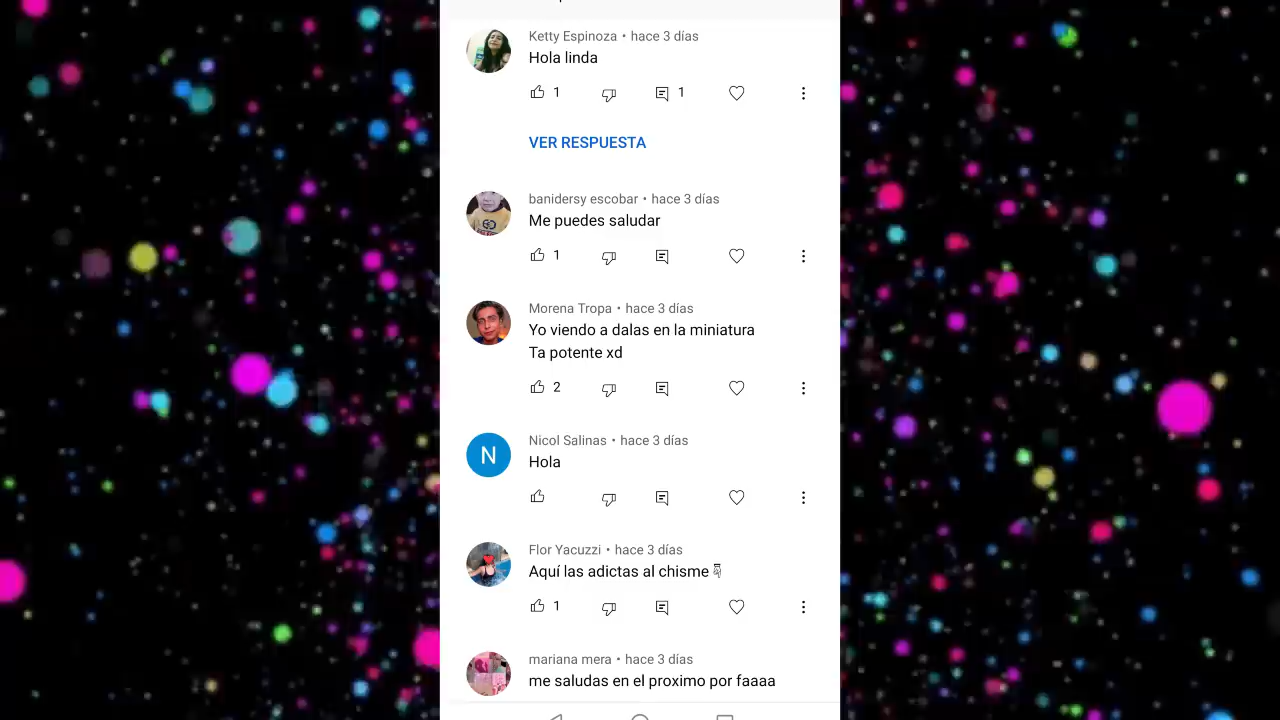 Ketty Espinoza • hace 3 días
Hola linda
1
1
VER RESPUESTA
banidersy escobar • hace 3 días
Me puedes saludar
1
Morena Tropa • hace 3 días
Yo viendo a dalas en la miniatura
Ta potente xd
2
N
Nicol Salinas • hace 3 días
Hola
Flor Yacuzzi • hace 3 días
Aquí las adictas al chisme
1
mariana mera • hace 3 días
me saludas en el proximo por faaaa